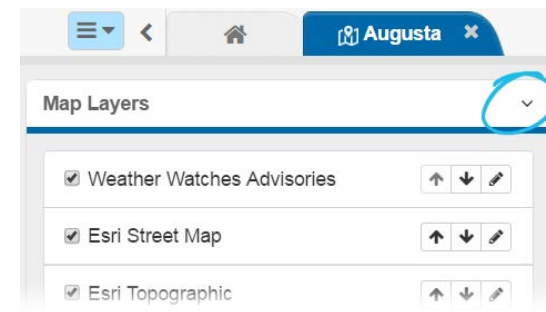 Augusta
Map Layers
Weather Watches Advisories
Esri Street Map
Esri Topographic